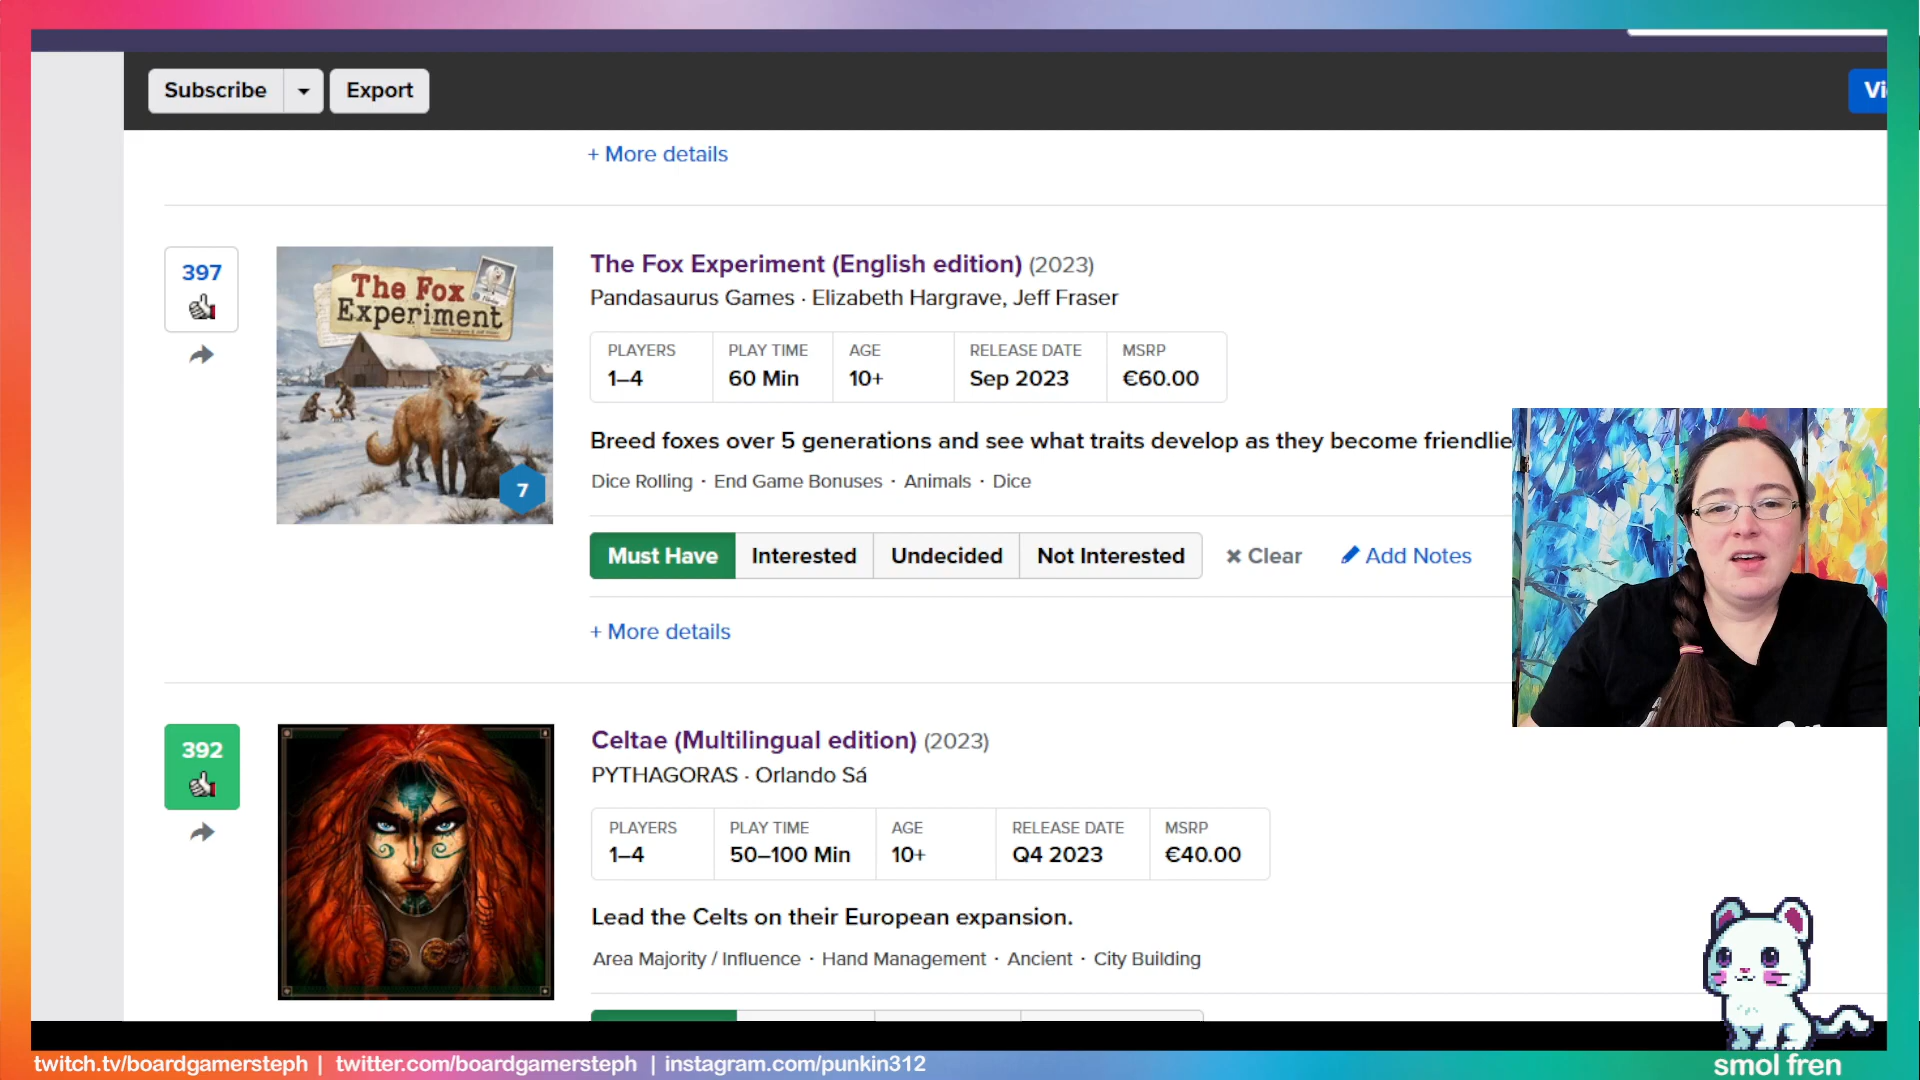 Subscribe
Export
Vi
+ More details
397
The Fox
Experiment
7
The Fox Experiment (English edition) (2023)
Pandasaurus Games · Elizabeth Hargrave, Jeff Fraser
PLAYERS
1–4
PLAY TIME
60 Min
AGE
10+
RELEASE DATE
Sep 2023
MSRP
€60.00
Breed foxes over 5 generations and see what traits develop as they become friendlie
Dice Rolling · End Game Bonuses · Animals · Dice
Must Have
Interested
Undecided
Not Interested
Clear
Add Notes
+ More details
392
Celtae (Multilingual edition) (2023)
PYTHAGORAS · Orlando Sá
PLAYERS
1–4
PLAY TIME
50–100 Min
AGE
10+
RELEASE DATE
Q4 2023
MSRP
€40.00
Lead the Celts on their European expansion.
Area Majority / Influence · Hand Management · Ancient · City Building
twitch.tv/boardgamersteph | twitter.com/boardgamersteph | instagram.com/punkin312
smol fren